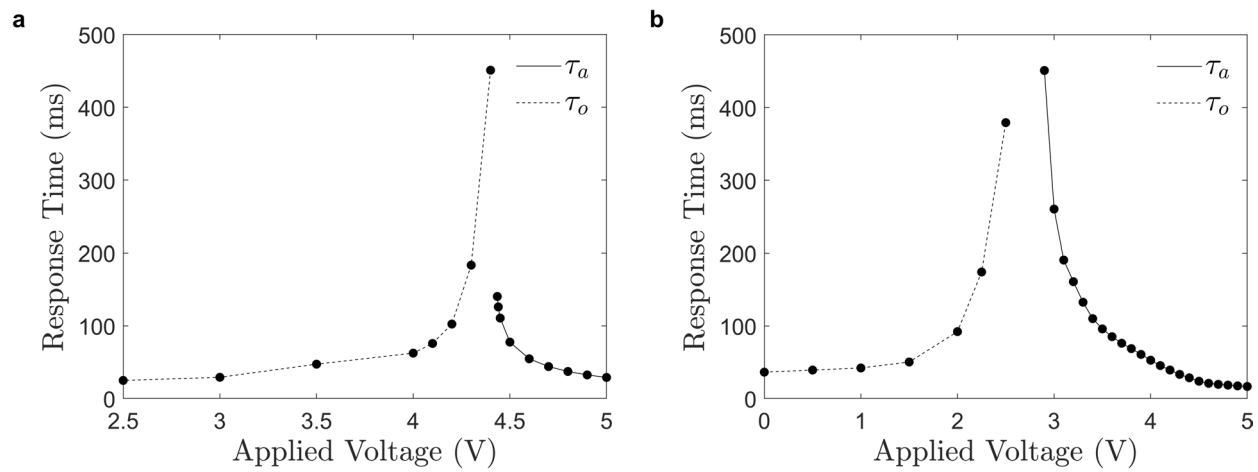 a
500
400
300
200
100
0
Response Time (ms)
τa
τo
2.5 3 3.5 4 4.5 5
Applied Voltage (V)
b
500
400
300
200
100
0
Response Time (ms)
τa
τo
0 1 2 3 4 5
Applied Voltage (V)